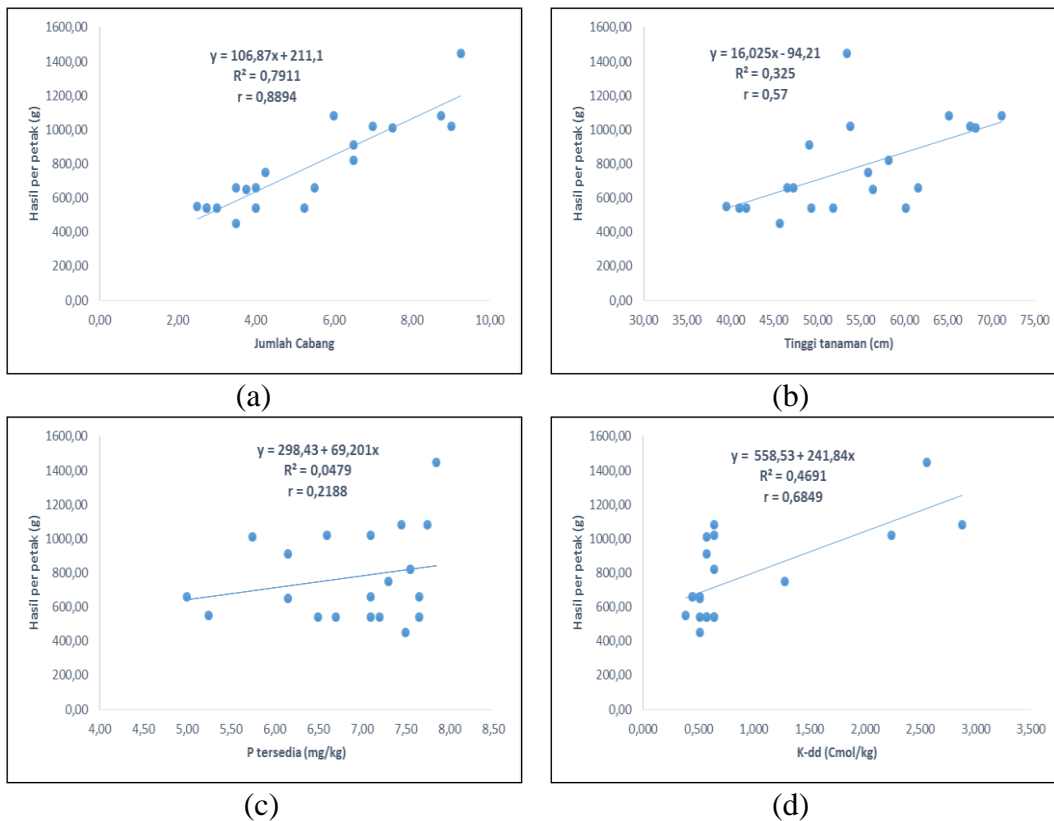 1600,00
1400,00
1200,00
1000,00
800,00
600,00
400,00
200,00
0,00
Hasil per petak (g)
y = 106,87x + 211,1
R² = 0,7911
r = 0,8894
0,00 2,00 4,00 6,00 8,00 10,00
Jumlah Cabang
(a)
1600,00
1400,00
1200,00
1000,00
800,00
600,00
400,00
200,00
0,00
Hasil per petak (g)
y = 16,025x - 94,21
R² = 0,325
r = 0,57
30,00 35,00 40,00 45,00 50,00 55,00 60,00 65,00 70,00 75,00
Tinggi tanaman (cm)
(b)
1600,00
1400,00
1200,00
1000,00
800,00
600,00
400,00
200,00
0,00
Hasil per petak (g)
y = 298,43 + 69,201x
R² = 0,0479
r = 0,2188
4,00 4,50 5,00 5,50 6,00 6,50 7,00 7,50 8,00 8,50
P tersedia (mg/kg)
(c)
1600,00
1400,00
1200,00
1000,00
800,00
600,00
400,00
200,00
0,00
Hasil per petak (g)
y = 558,53 + 241,84x
R² = 0,4691
r = 0,6849
0,000 0,500 1,000 1,500 2,000 2,500 3,000 3,500
K-dd (Cmol/kg)
(d)